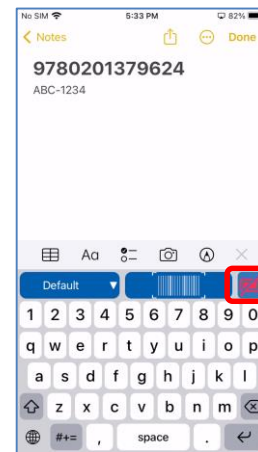 No SIM 5:33 PM 82%
Notes Done
9780201379624
ABC-1234
Aa
Default
1 2 3 4 5 6 7 8 9 0
q w e r t y u i o p
a s d f g h j k l
z x c v b n m
#+= , space .